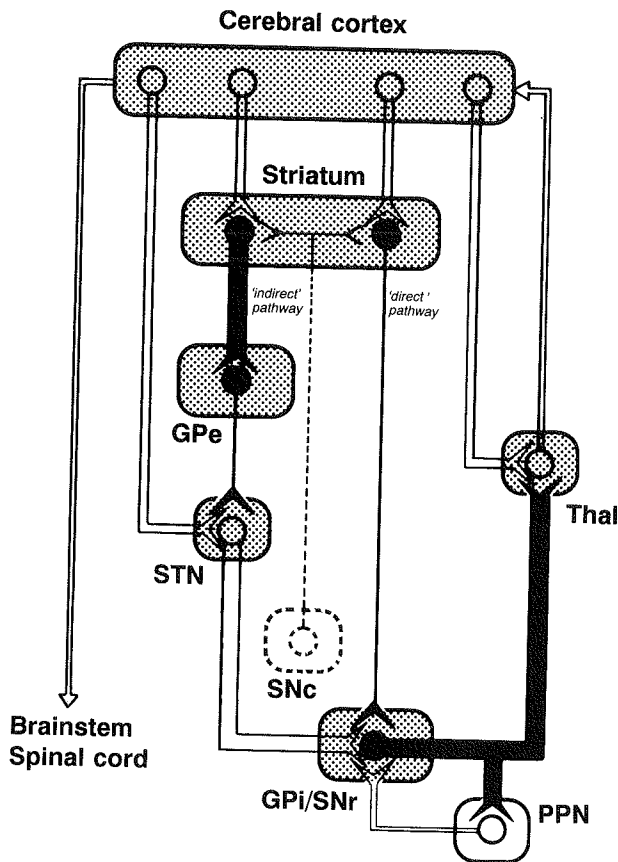 Cerebral cortex
Striatum
'indirect'
pathway
'direct'
pathway
GPe
Thal
STN
SNc
Brainstem
Spinal cord
GPi/SNr
PPN